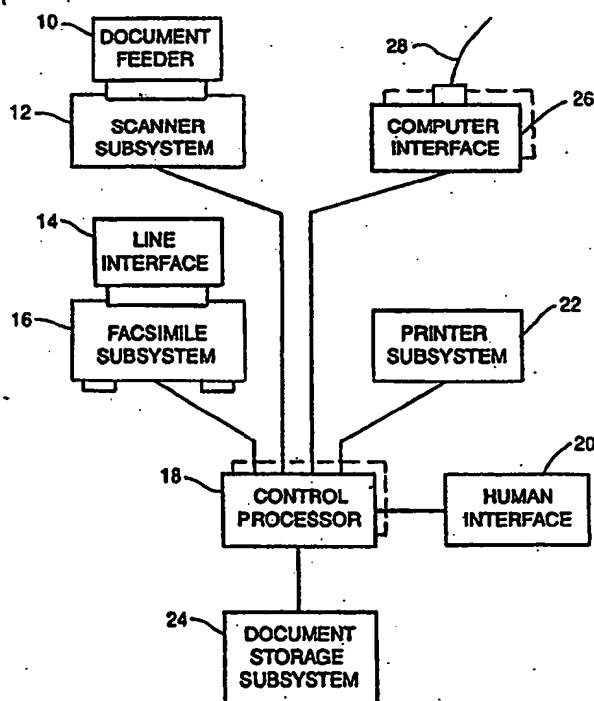 10
DOCUMENT
FEEDER
12
SCANNER
SUBSYSTEM
28
26
COMPUTER
INTERFACE
14
LINE
INTERFACE
16
FACSIMILE
SUBSYSTEM
22
PRINTER
SUBSYSTEM
18
CONTROL
PROCESSOR
20
HUMAN
INTERFACE
24
DOCUMENT
STORAGE
SUBSYSTEM